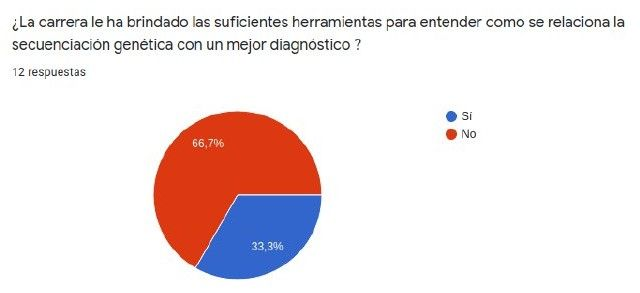 ¿La carrera le ha brindado las suficientes herramientas para entender como se relaciona la
secuenciación genética con un mejor diagnóstico ?
12 respuestas
Sí
No
66,7%
33,3%